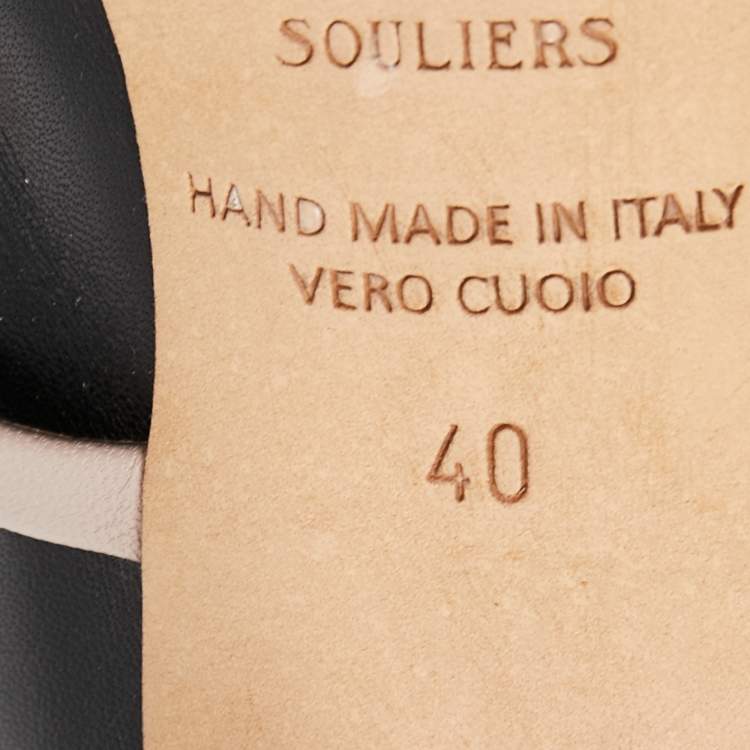 SOULIERS
HAND MADE IN ITALY
VERO CUOIO
40